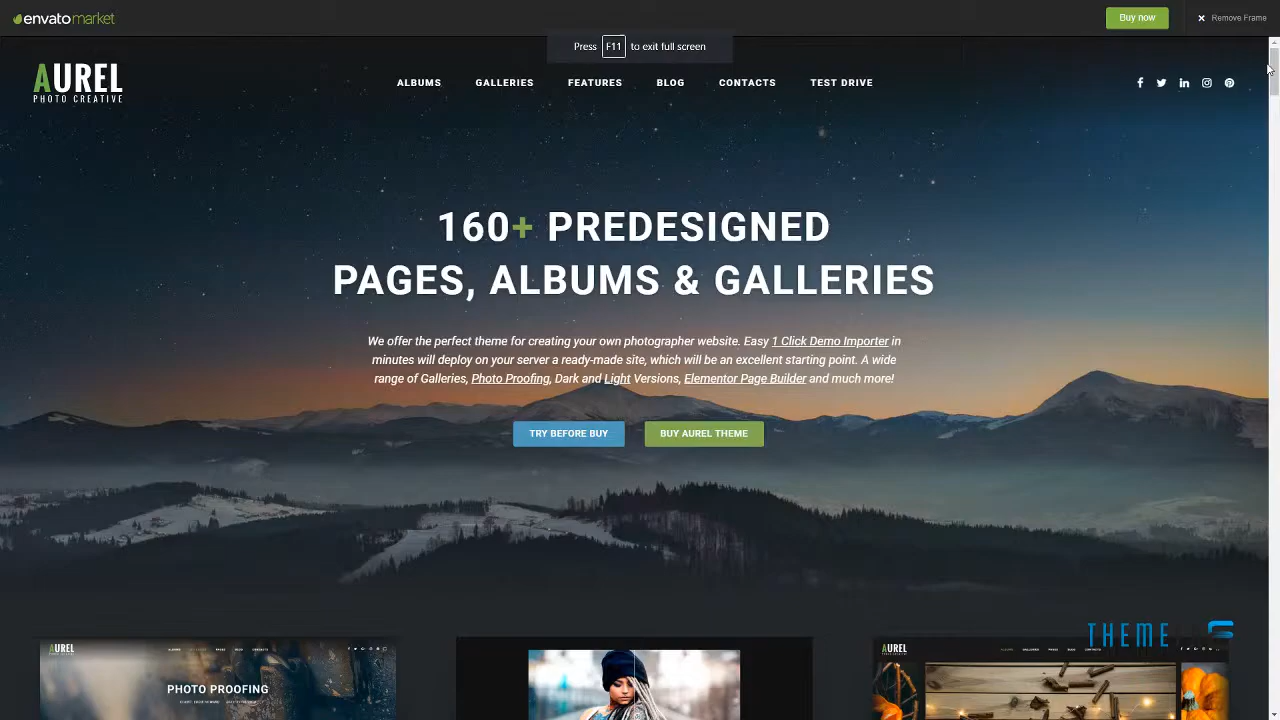 envato market
Buy now
Remove Frame
Press F11 to exit full screen
AUREL
PHOTO CREATIVE
ALBUMS
GALLERIES
FEATURES
BLOG
CONTACTS
TEST DRIVE
160+ PREDESIGNED
PAGES, ALBUMS & GALLERIES
We offer the perfect theme for creating your own photographer website. Easy 1 Click Demo Importer in
minutes will deploy on your server a ready-made site, which will be an excellent starting point. A wide
range of Galleries, Photo Proofing, Dark and Light Versions, Elementor Page Builder and much more!
TRY BEFORE BUY
BUY AUREL THEME
THEME
AUREL
PHOTO PROOFING
AUREL